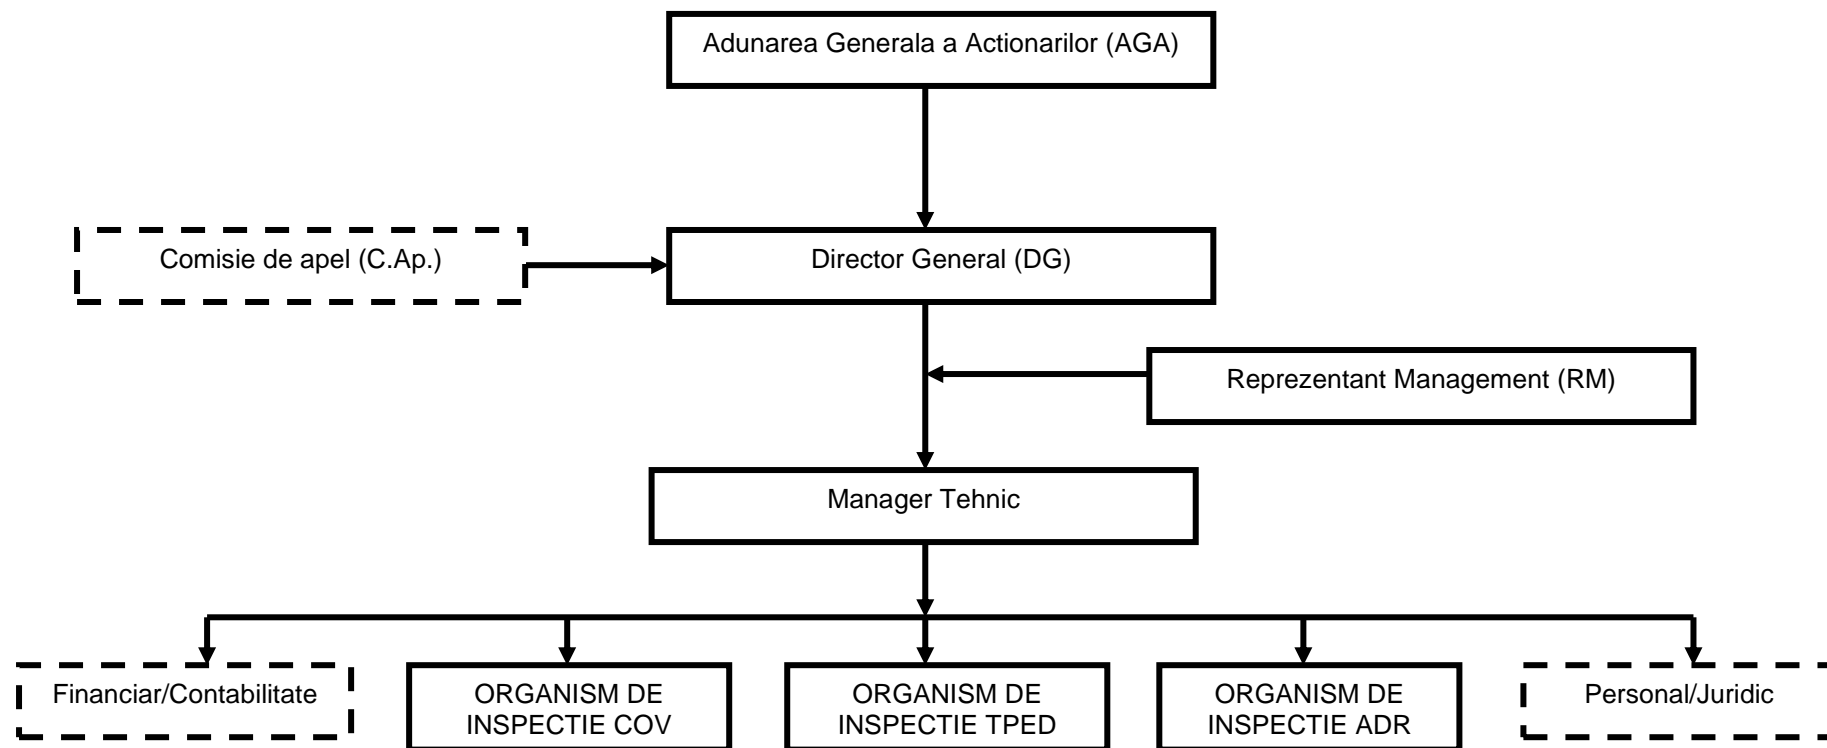 Adunarea Generala a Actionarilor (AGA)
Comisie de apel (C.Ap.)
Director General (DG)
Reprezentant Management (RM)
Manager Tehnic
Financiar/Contabilitate
ORGANISM DE
INSPECTIE COV
ORGANISM DE
INSPECTIE TPED
ORGANISM DE
INSPECTIE ADR
Personal/Juridic